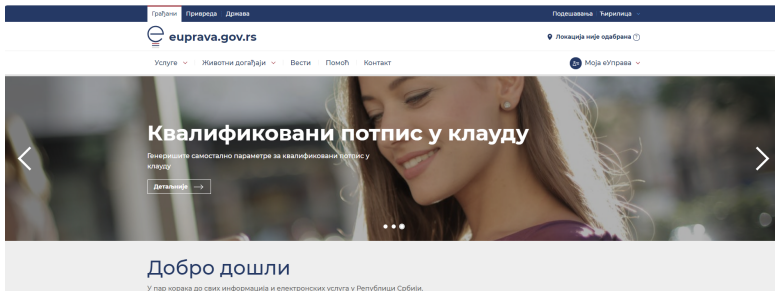 Грађани Привреда Држава Подешавања Ћирилица
euprava.gov.rs Локација није одабрана
Услуге Животни догађаји Вести Помоћ Контакт Моја еУправа
Квалификовани потпис у клауду
Генеришите самостално параметре за квалификовани потпис у
клауду
Детаљније
Добро дошли
У пар корака до свих информација и електронских услуга у Републици Србији.